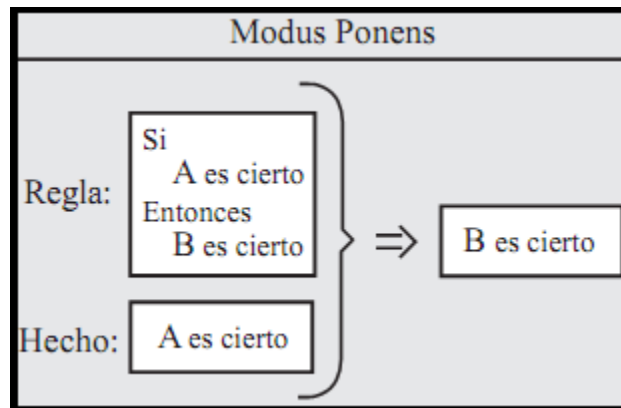 Modus Ponens
Regla:
Si
A es cierto
Entonces
B es cierto
Hecho:
A es cierto
⇒
B es cierto